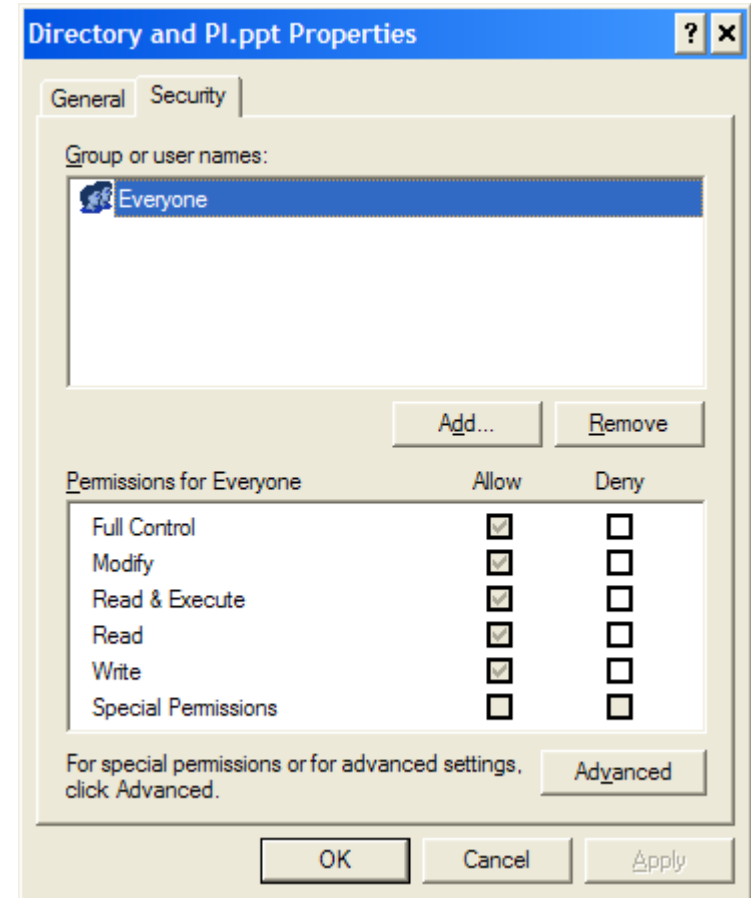 Directory and PI.ppt Properties
General Security
Group or user names:
Everyone
Add... Remove
Permissions for Everyone Allow Deny
Full Control
Modify
Read & Execute
Read
Write
Special Permissions
For special permissions or for advanced settings,
click Advanced.
Advanced
OK Cancel Apply